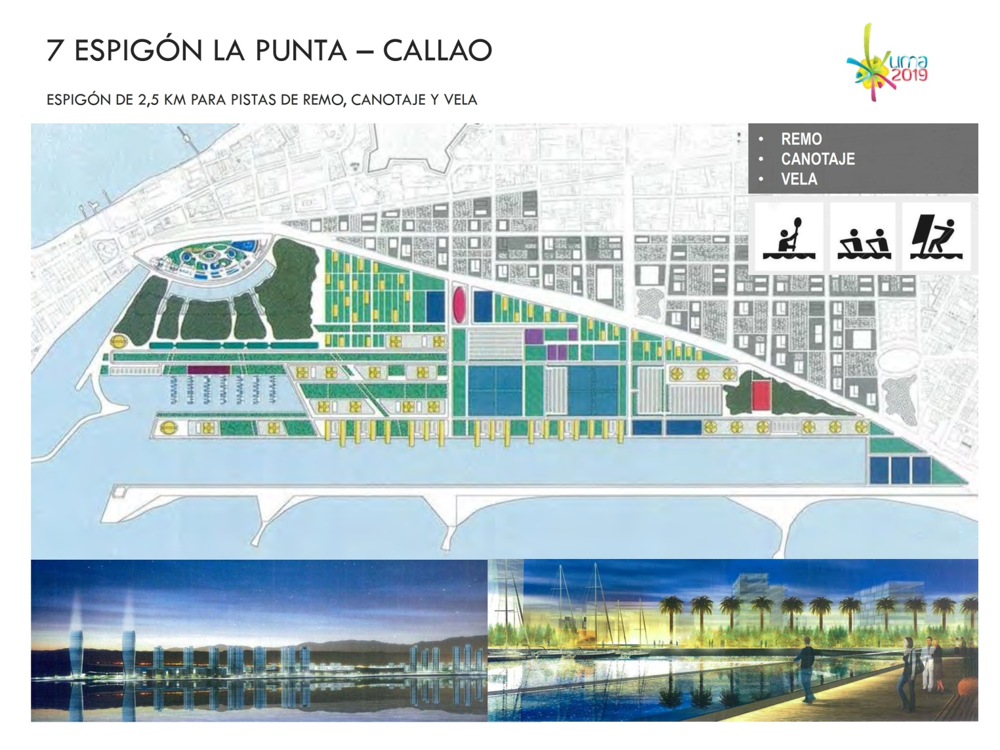 7 ESPIGÓN LA PUNTA – CALLAO
Lima
2019
ESPIGÓN DE 2,5 KM PARA PISTAS DE REMO, CANOTAJE Y VELA
• REMO
• CANOTAJE
• VELA